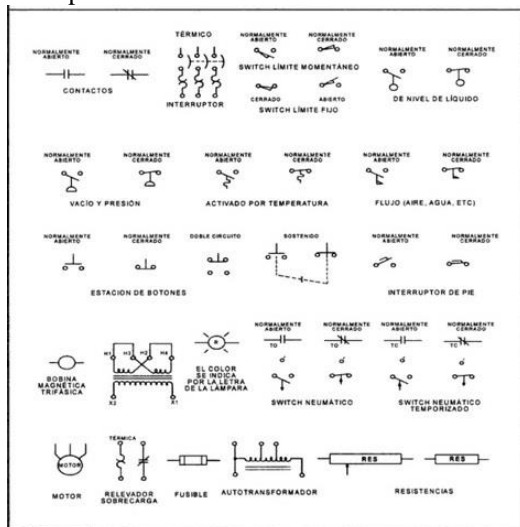 NORMALMENTE ABIERTO
NORMALMENTE CERRADO
CONTACTOS
TÉRMICO
INTERRUPTOR
NORMALMENTE ABIERTO
NORMALMENTE CERRADO
SWITCH LÍMITE MOMENTÁNEO
CERRADO
ABIERTO
SWITCH LÍMITE FIJO
NORMALMENTE ABIERTO
NORMALMENTE CERRADO
DE NIVEL DE LÍQUIDO
NORMALMENTE ABIERTO
NORMALMENTE CERRADO
VACÍO Y PRESIÓN
NORMALMENTE ABIERTO
NORMALMENTE CERRADO
ACTIVADO POR TEMPERATURA
NORMALMENTE ABIERTO
NORMALMENTE CERRADO
FLUJO (AIRE, AGUA, ETC)
NORMALMENTE ABIERTO
NORMALMENTE CERRADO
DOBLE CIRCUITO
ESTACION DE BOTONES
SOSTENIDO
NORMALMENTE ABIERTO
NORMALMENTE CERRADO
INTERRUPTOR DE PIE
BOBINA
MAGNÉTICA
TRIFÁSICA
H1 H3 H2 H4
X2 X1
R
EL COLOR
SE INDICA
POR LA LETRA
DE LA LÁMPARA
NORMALMENTE ABIERTO
NORMALMENTE CERRADO
TO
TO
SWITCH NEUMÁTICO
NORMALMENTE ABIERTO
NORMALMENTE CERRADO
TC
TC
SWITCH NEUMÁTICO
TEMPORIZADO
MOTOR
MOTOR
TÉRMICA
RELEVADOR
SOBRECARGA
FUSIBLE
AUTOTRANSFORMADOR
RES
RES
RESISTENCIAS